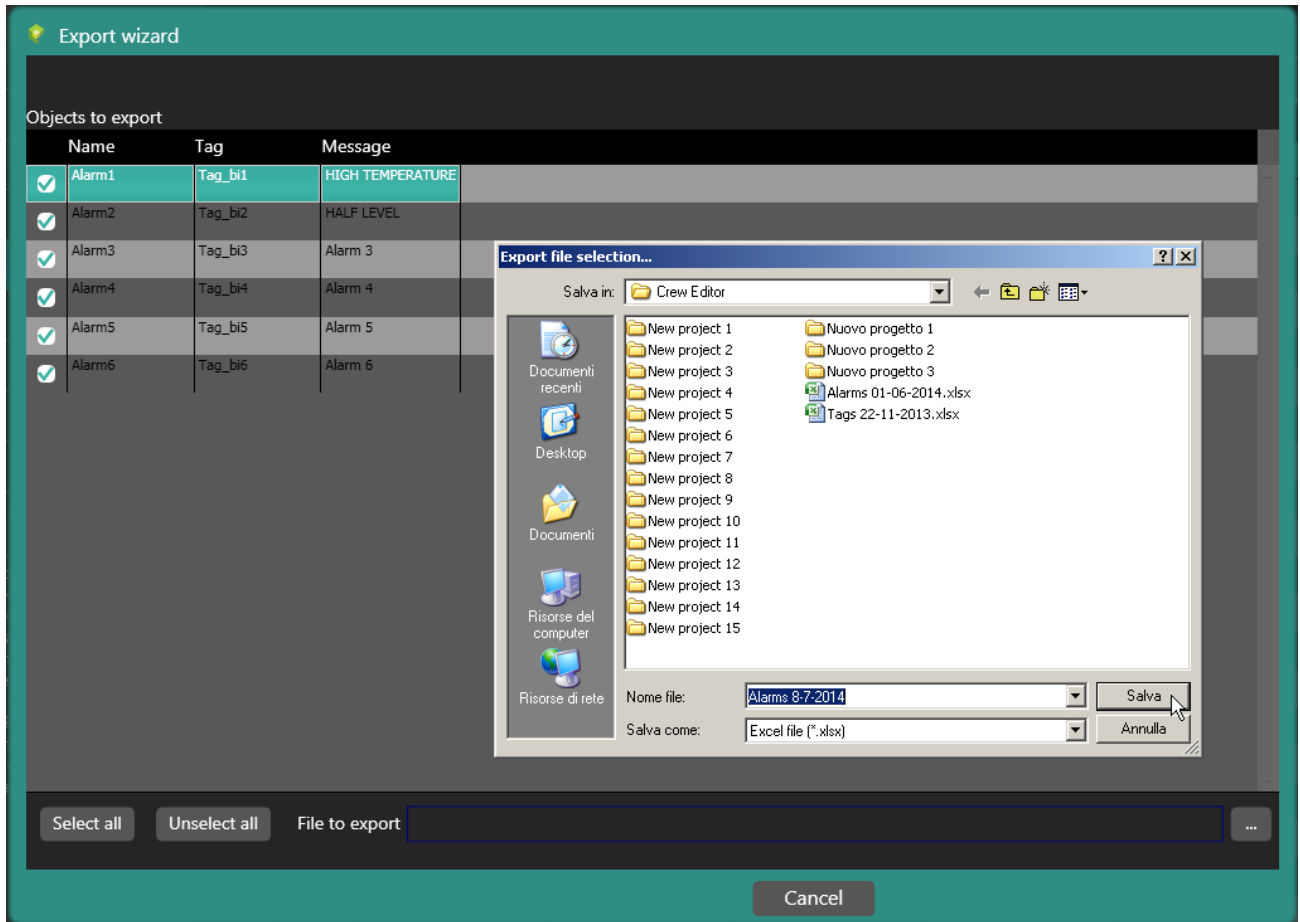 Export wizard
Objects to export
Name Tag Message
Alarm1 Tag_bi1 HIGH TEMPERATURE
Alarm2 Tag_bi2 HALF LEVEL
Alarm3 Tag_bi3 Alarm 3
Alarm4 Tag_bi4 Alarm 4
Alarm5 Tag_bi5 Alarm 5
Alarm6 Tag_bi6 Alarm 6
Export file selection...
Salva in: Crew Editor
Documenti
recenti
Desktop
Documenti
Risorse del
computer
Risorse di rete
New project 1
New project 2
New project 3
New project 4
New project 5
New project 6
New project 7
New project 8
New project 9
New project 10
New project 11
New project 12
New project 13
New project 14
New project 15
Nuovo progetto 1
Nuovo progetto 2
Nuovo progetto 3
Alarms 01-06-2014.xlsx
Tags 22-11-2013.xlsx
Nome file: Alarms 8-7-2014 Salva
Salva come: Excel file (*.xlsx) Annulla
Select all Unselect all File to export ...
Cancel